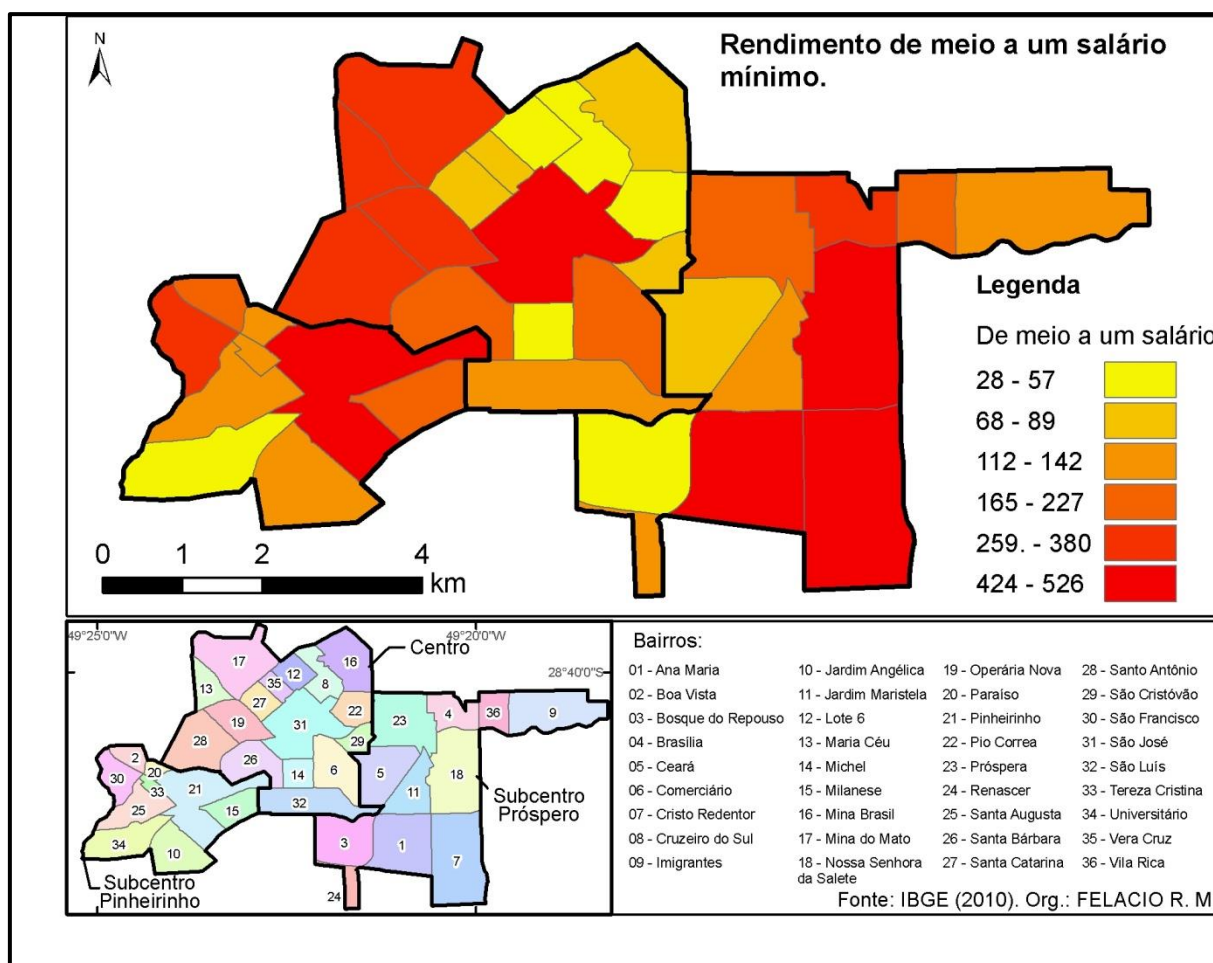 N
Rendimento de meio a um salário
mínimo.
Legenda
De meio a um salário
28 - 57
68 - 89
112 - 142
165 - 227
259. - 380
424 - 526
0 1 2 4
km
49°25'0"W
49°20'0"W
28°40'0"S
Centro
Subcentro
Próspero
Subcentro
Pinheirinho
17
12
16
35
8
13
27
22
19
31
23
4
36
9
28
29
2
26
20
30
14
6
5
18
21
33
11
25
15
32
34
10
3
1
7
24
Bairros:
01 - Ana Maria
02 - Boa Vista
03 - Bosque do Repouso
04 - Brasília
05 - Ceará
06 - Comerciário
07 - Cristo Redentor
08 - Cruzeiro do Sul
09 - Imigrantes
10 - Jardim Angélica
11 - Jardim Maristela
12 - Lote 6
13 - Maria Céu
14 - Michel
15 - Milanese
16 - Mina Brasil
17 - Mina do Mato
18 - Nossa Senhora
da Salete
19 - Operária Nova
20 - Paraíso
21 - Pinheirinho
22 - Pio Correa
23 - Próspera
24 - Renascer
25 - Santa Augusta
26 - Santa Bárbara
27 - Santa Catarina
28 - Santo Antônio
29 - São Cristóvão
30 - São Francisco
31 - São José
32 - São Luís
33 - Tereza Cristina
34 - Universitário
35 - Vera Cruz
36 - Vila Rica
Fonte: IBGE (2010). Org.: FELACIO R. M